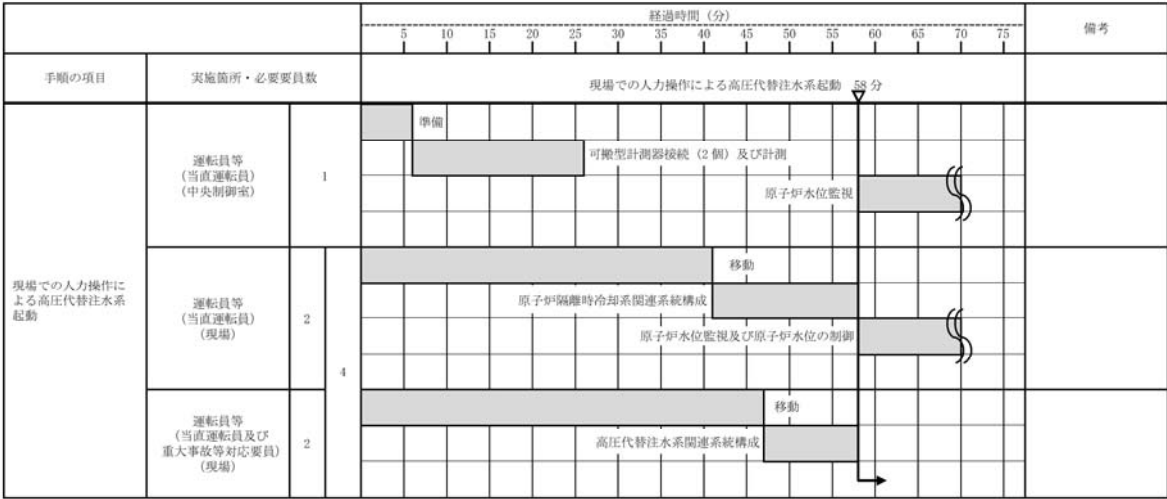 経過時間(分)
5 10 15 20 25 30 35 40 45 50 55 60 65 70 75
備考
手順の項目
実施箇所・必要要員数
現場での人力操作による高圧代替注水系起動 58分
準備
可搬型計測器接続(2個)及び計測
運転員等
(当直運転員)
(中央制御室)
1
原子炉水位監視
移動
現場での人力操作に
よる高圧代替注水系
起動
運転員等
(当直運転員)
(現場)
2
原子炉隔離時冷却系関連系統構成
原子炉水位監視及び原子炉水位の制御
4
移動
運転員等
(当直運転員及び
重大事故等対応要員)
(現場)
2
高圧代替注水系関連系統構成